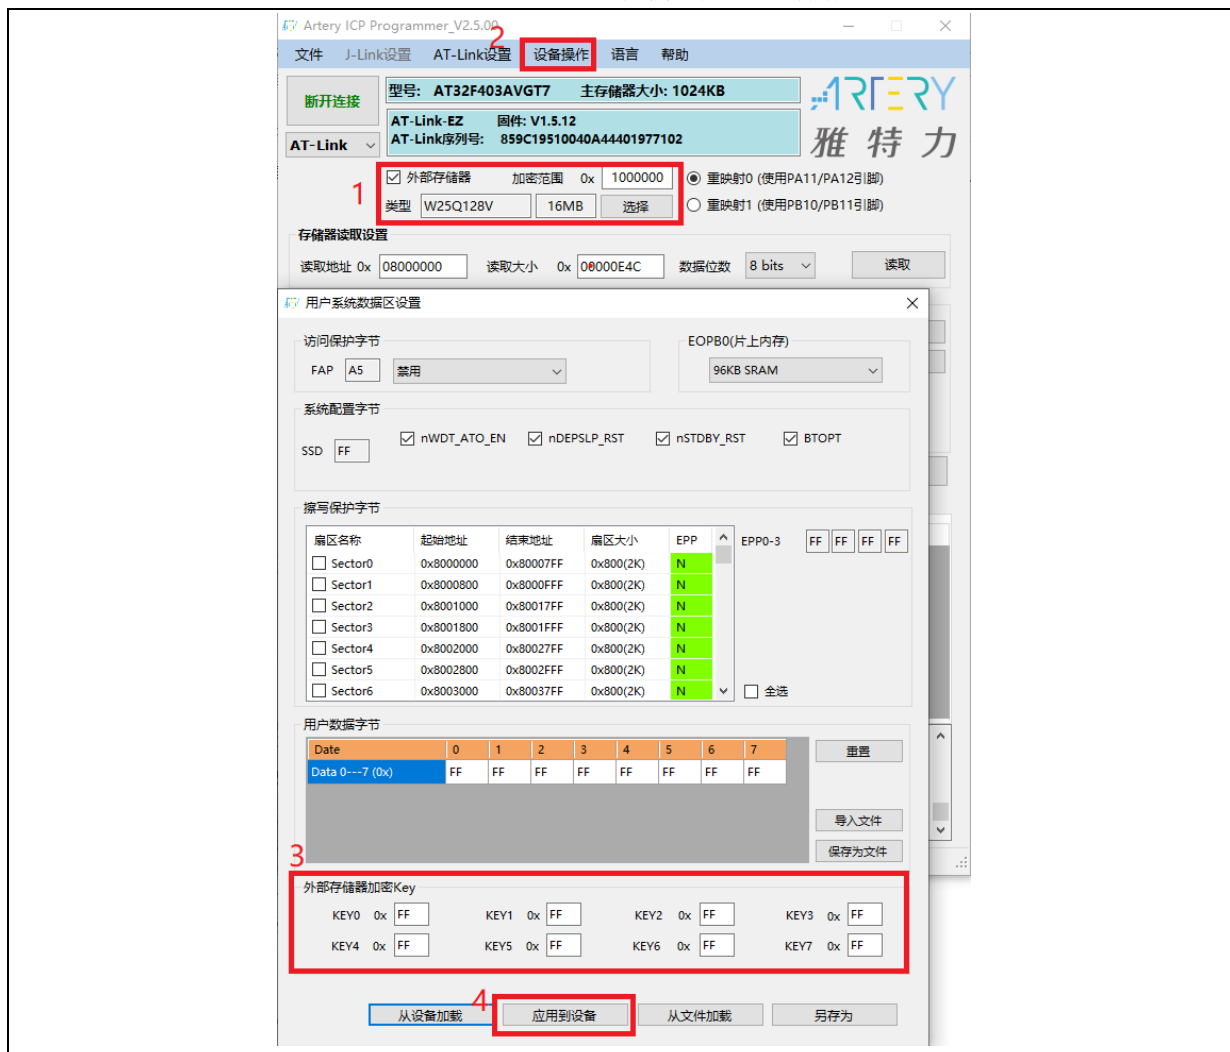 Artery ICP Programmer_V2.5.00
2
文件 J-Link设置 AT-Link设置 设备操作 语言 帮助
断开连接
型号: AT32F403AVGT7 主存储器大小: 1024KB
ARTERY
AT-Link-EZ 固件: V1.5.12
AT-Link AT-Link序列号: 859C19510040A44401977102
雅特力
1
外部存储器 加密范围 0x 1000000 重映射0 (使用PA11/PA12引脚)
类型 W25Q128V 16MB 选择 重映射1 (使用PB10/PB11引脚)
存储器读取设置
读取地址 0x 08000000 读取大小 0x 00000E4C 数据位数 8 bits 读取
用户系统数据区设置
访问保护字节 EOPB0(片上内存)
FAP A5 禁用 96KB SRAM
系统配置字节
SSD FF nWDT_ATO_EN nDEPSLP_RST nSTDBY_RST BTOPT
擦写保护字节
扇区名称 起始地址 结束地址 扇区大小 EPP EPP0-3 FF FF FF FF
Sector0 0x8000000 0x80007FF 0x800(2K) N
Sector1 0x8000800 0x8000FFF 0x800(2K) N
Sector2 0x8001000 0x80017FF 0x800(2K) N
Sector3 0x8001800 0x8001FFF 0x800(2K) N
Sector4 0x8002000 0x80027FF 0x800(2K) N
Sector5 0x8002800 0x8002FFF 0x800(2K) N
Sector6 0x8003000 0x80037FF 0x800(2K) N 全选
用户数据字节
Date 0 1 2 3 4 5 6 7 重置
Data 0---7 (0x) FF FF FF FF FF FF FF FF
导入文件
保存为文件
3
外部存储器加密Key
KEY0 0x FF KEY1 0x FF KEY2 0x FF KEY3 0x FF
KEY4 0x FF KEY5 0x FF KEY6 0x FF KEY7 0x FF
4
从设备加载 应用到设备 从文件加载 另存为